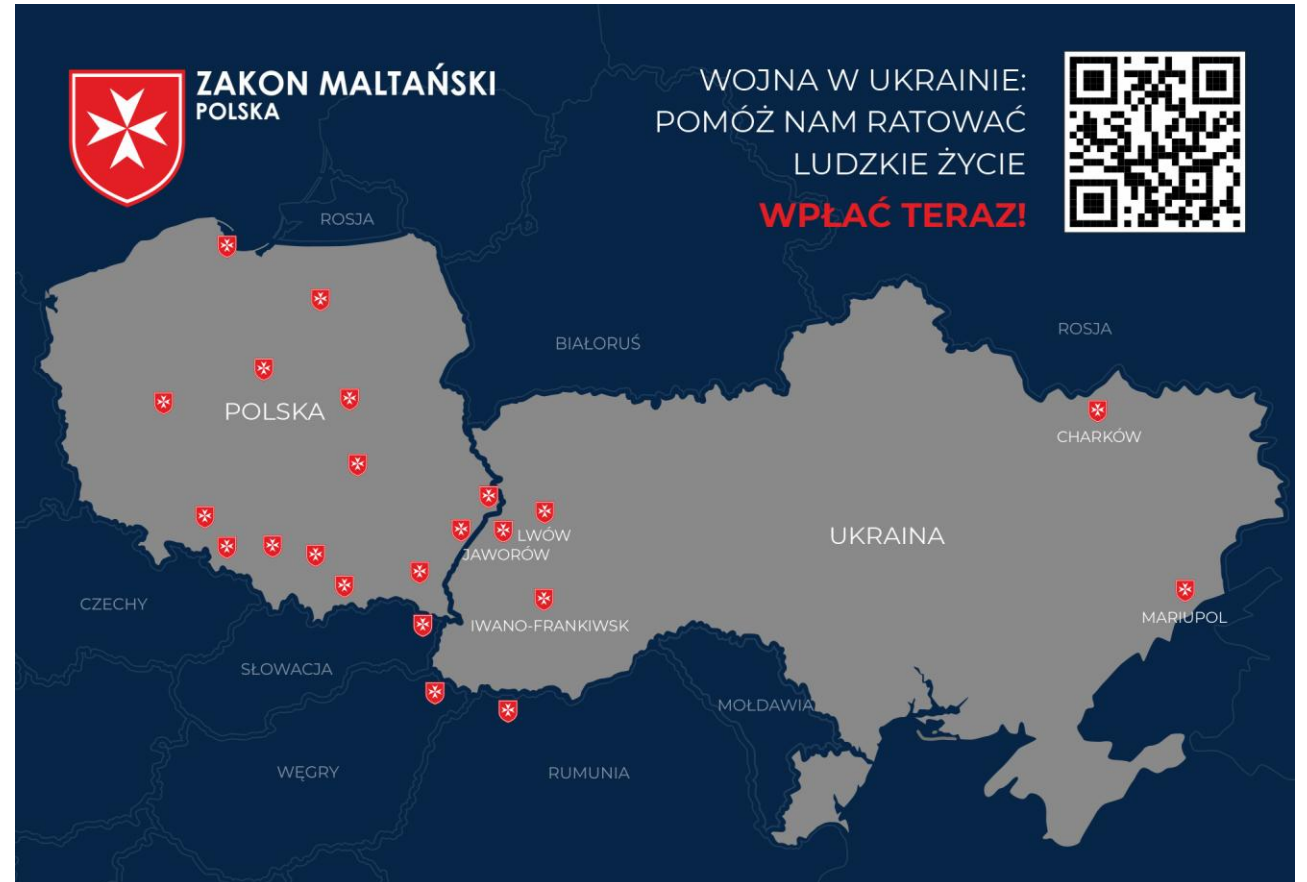 ZAKON MALTAŃSKI
POLSKA
WOJNA W UKRAINIE:
POMÓŻ NAM RATOWAĆ
LUDZKIE ŻYCIE
WPŁAĆ TERAZ!
ROSJA
BIAŁORUŚ
ROSJA
POLSKA
CHARKÓW
LWÓW
JAWORÓW
UKRAINA
CZECHY
IWANO-FRANKIWSK
MARIUPOL
SŁOWACJA
MOŁDAWIA
WĘGRY
RUMUNIA